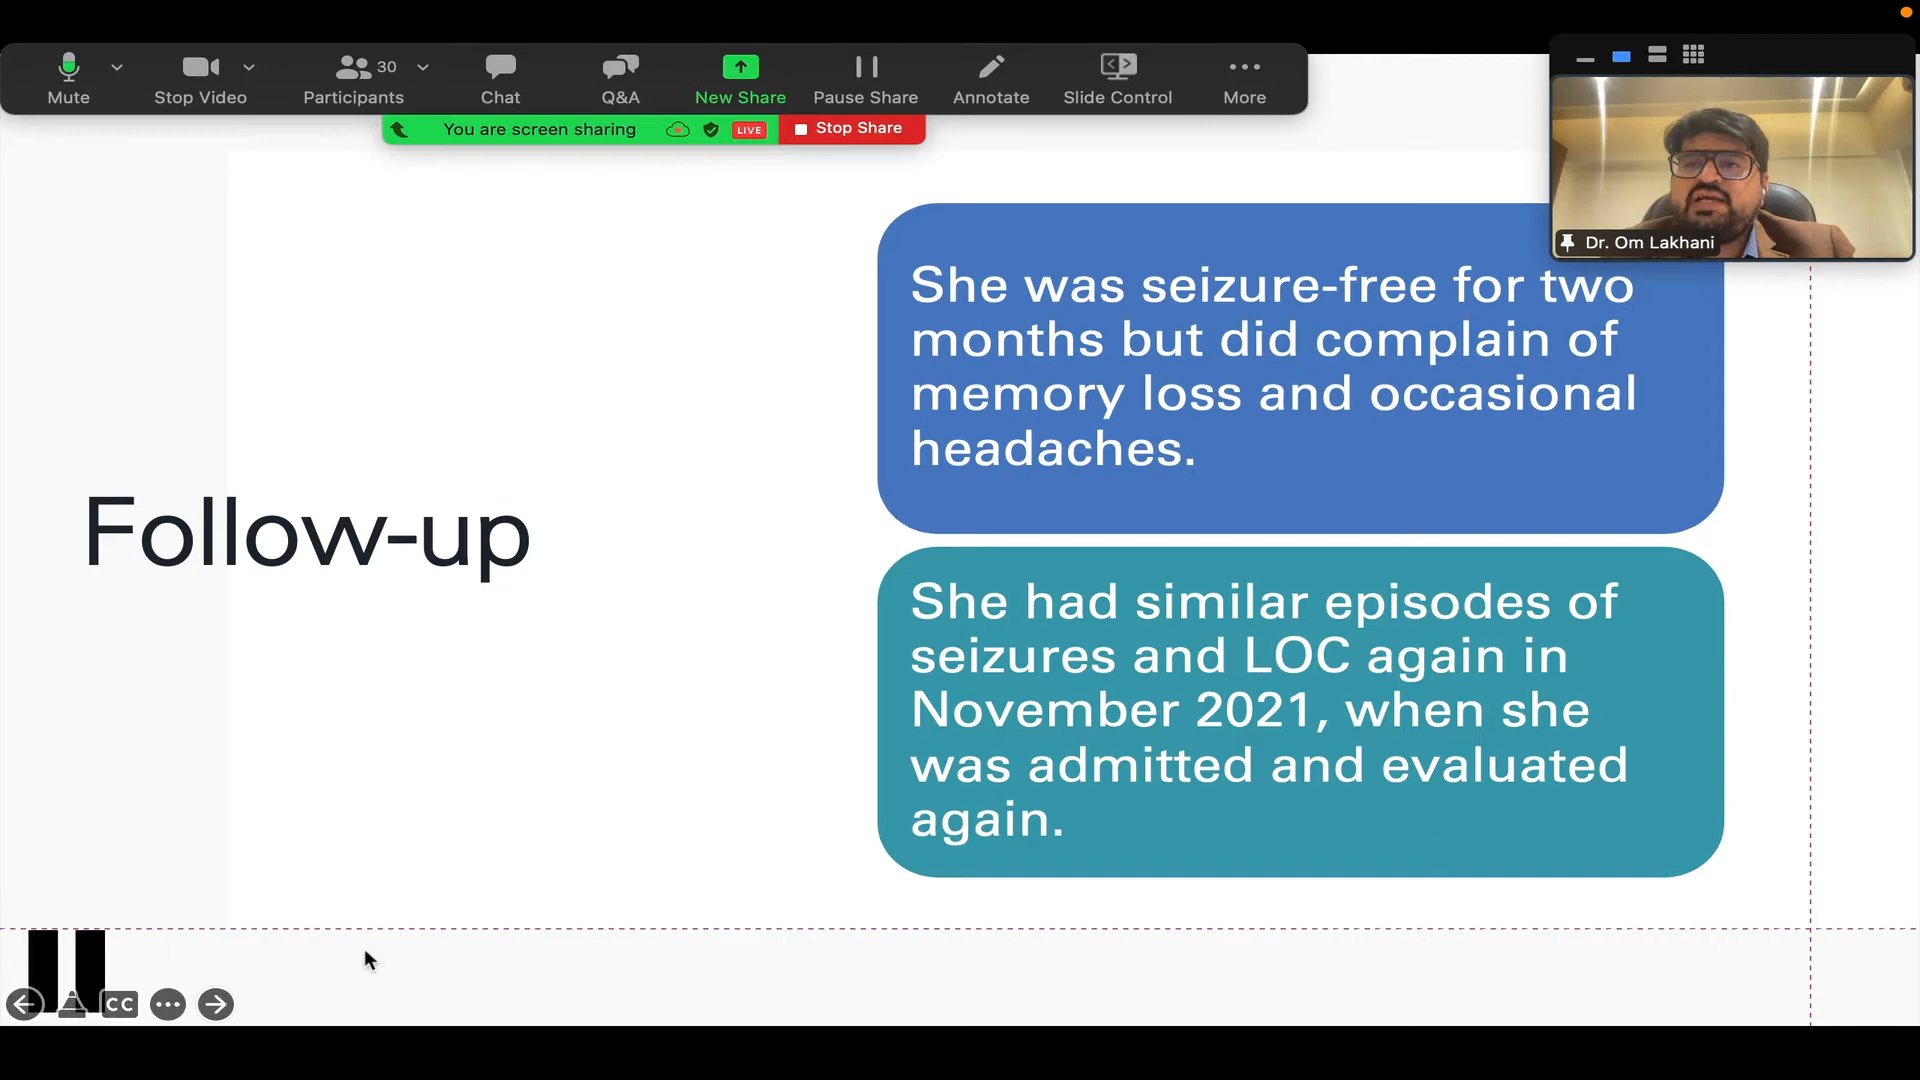 Mute
Stop Video
30
Participants
Chat
Q&A
New Share
Pause Share
Annotate
Slide Control
More
You are screen sharing
LIVE
Stop Share
Dr. Om Lakhani
Follow-up
She was seizure-free for two
months but did complain of
memory loss and occasional
headaches.
She had similar episodes of
seizures and LOC again in
November 2021, when she
was admitted and evaluated
again.
CC